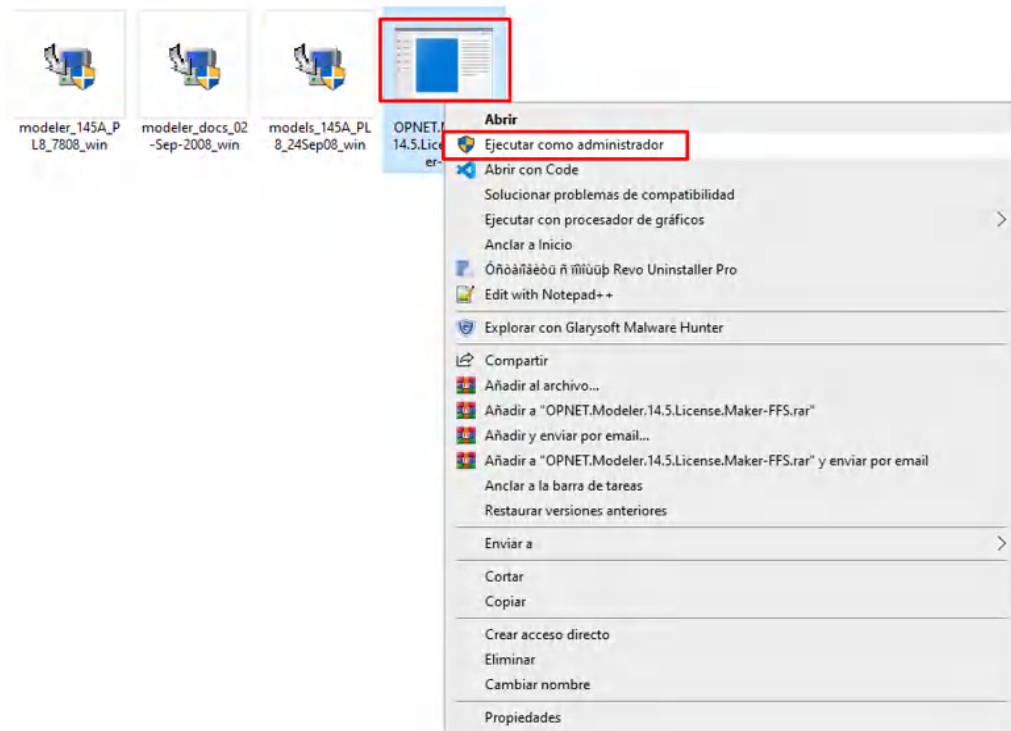 modeler_145A_P
L8_7808_win
modeler_docs_02
-Sep-2008_win
models_145A_PL
8_24Sep08_win
OPNET.
14.5.Lice
er-
Abrir
Ejecutar como administrador
Abrir con Code
Solucionar problemas de compatibilidad
Ejecutar con procesador de gráficos
Anclar a Inicio
Revo Uninstaller Pro
Edit with Notepad++
Explorar con Glarysoft Malware Hunter
Compartir
Añadir al archivo...
Añadir a "OPNET.Modeler.14.5.License.Maker-FFS.rar"
Añadir y enviar por email...
Añadir a "OPNET.Modeler.14.5.License.Maker-FFS.rar" y enviar por email
Anclar a la barra de tareas
Restaurar versiones anteriores
Enviar a
Cortar
Copiar
Crear acceso directo
Eliminar
Cambiar nombre
Propiedades